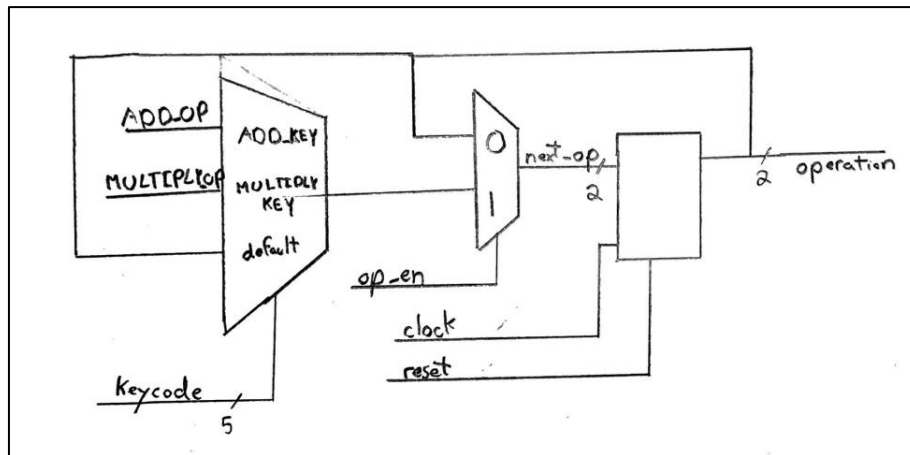 ADD_OP
ADD_KEY
MULTIPLY_OP
MULTIPLY
KEY
default
0
1
next_op
2
2
operation
op_en
clock
reset
keycode
5